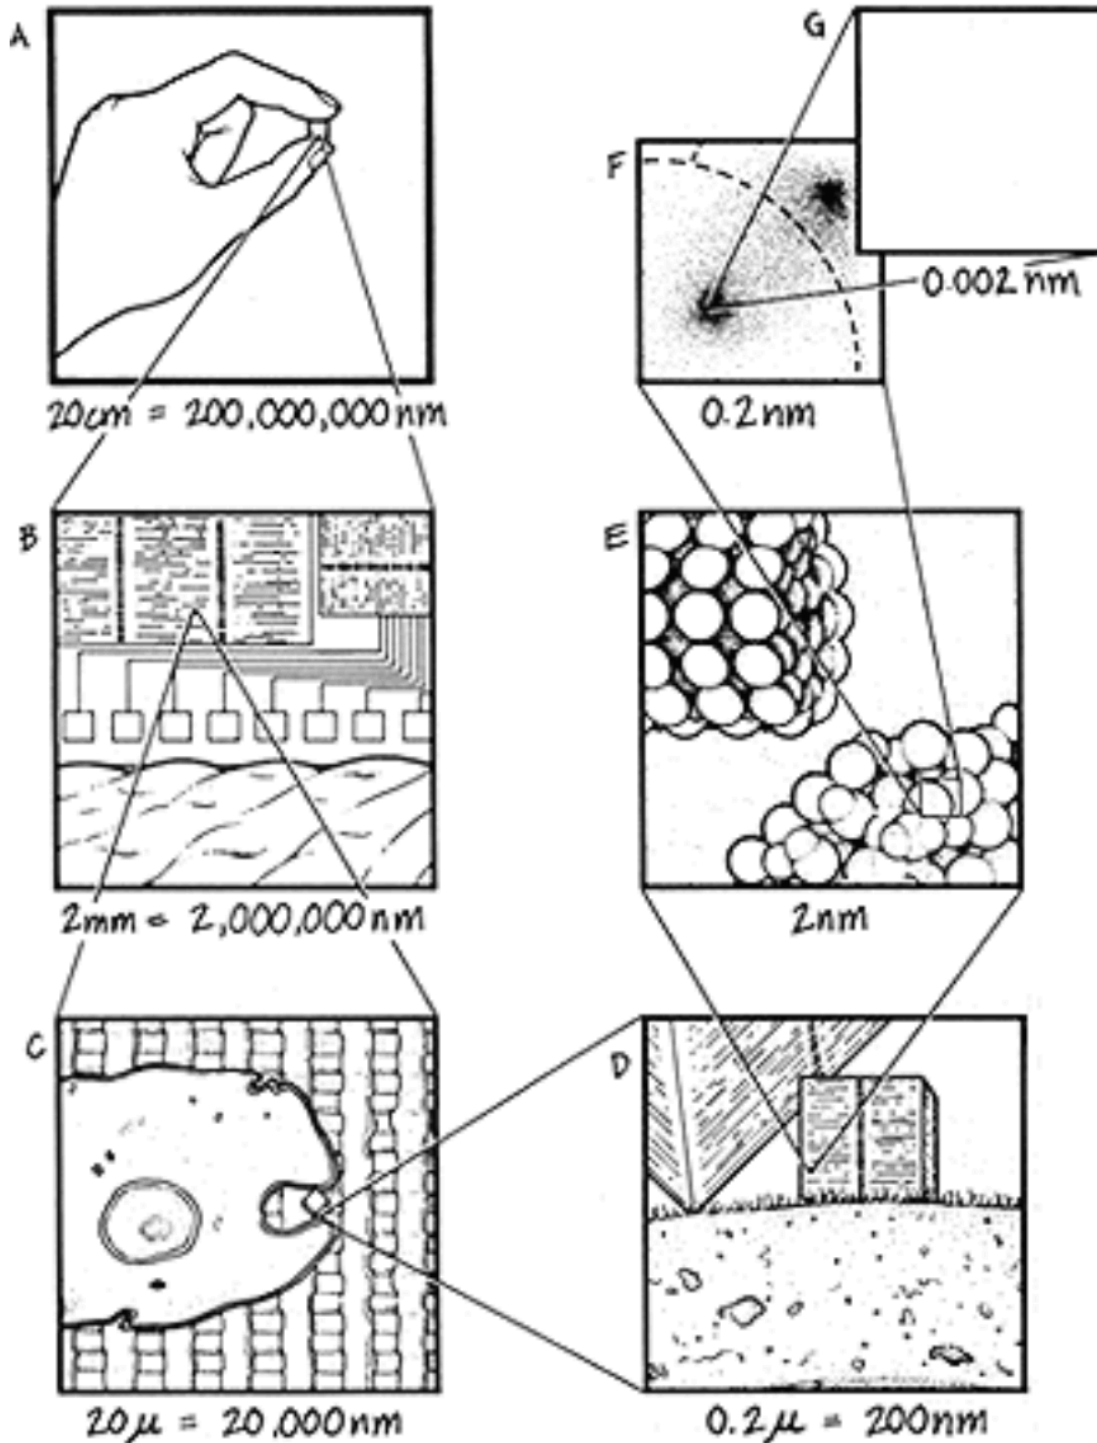 A
20cm = 200,000,000nm
B
2mm = 2,000,000nm
C
20μ = 20,000nm
D
0.2μ = 200nm
E
2nm
F
0.2nm
G
0.002nm